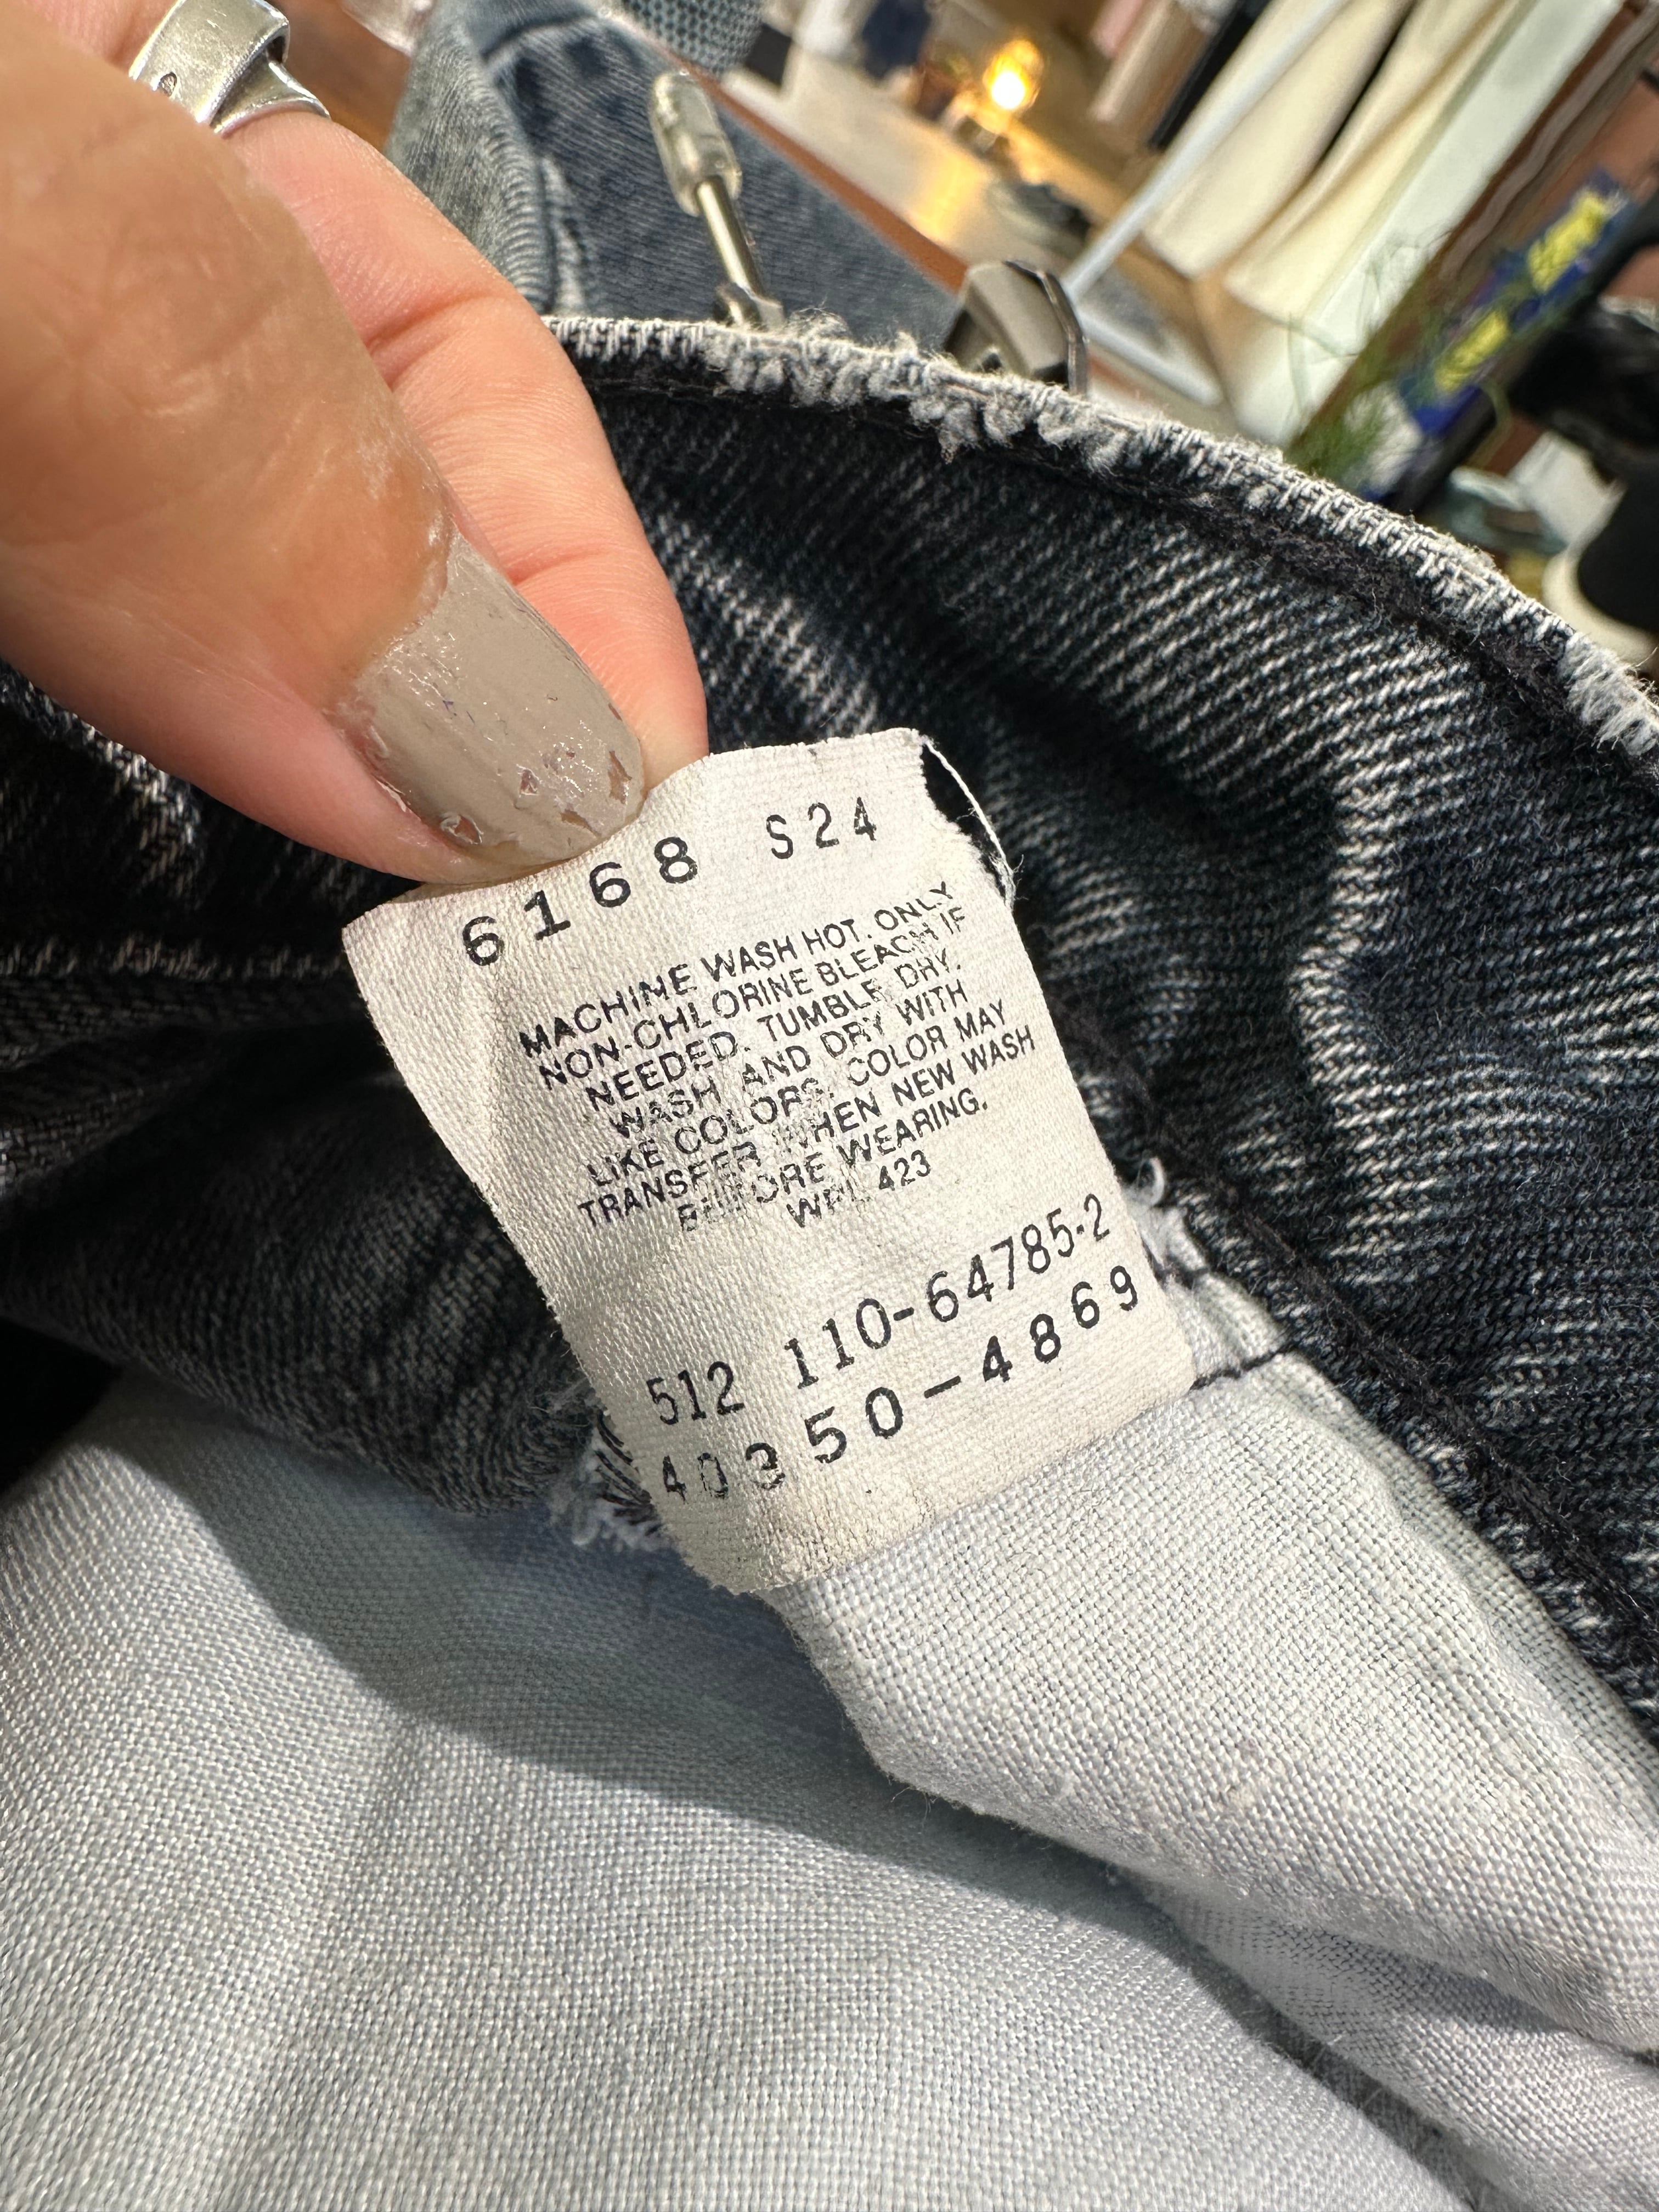 6168 S24
MACHINE WASH HOT. ONLY
NON-CHLORINE BLEACH IF
NEEDED. TUMBLE DRY.
WASH AND DRY WITH
LIKE COLORS. COLOR MAY
TRANSFER WHEN NEW WASH
BEFORE WEARING.
WPL 423
512 110-64785-2
40350-4869